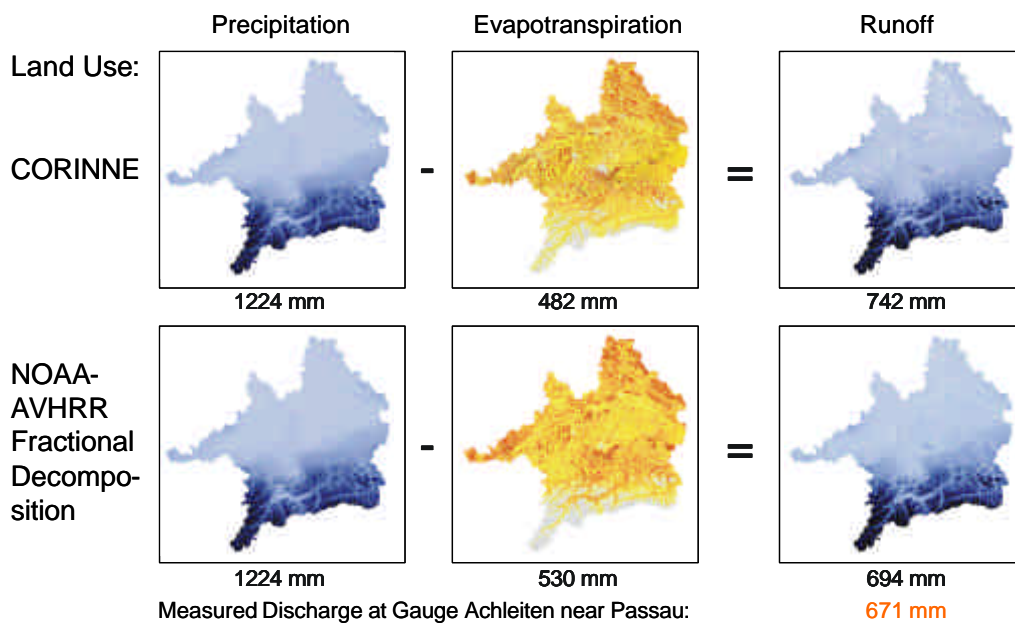 Precipitation Evapotranspiration Runoff
Land Use:
CORINNE - =
1224 mm 482 mm 742 mm
NOAA-
AVHRR
Fractional - =
Decompo-
sition
1224 mm 530 mm 694 mm
Measured Discharge at Gauge Achleiten near Passau: 671 mm